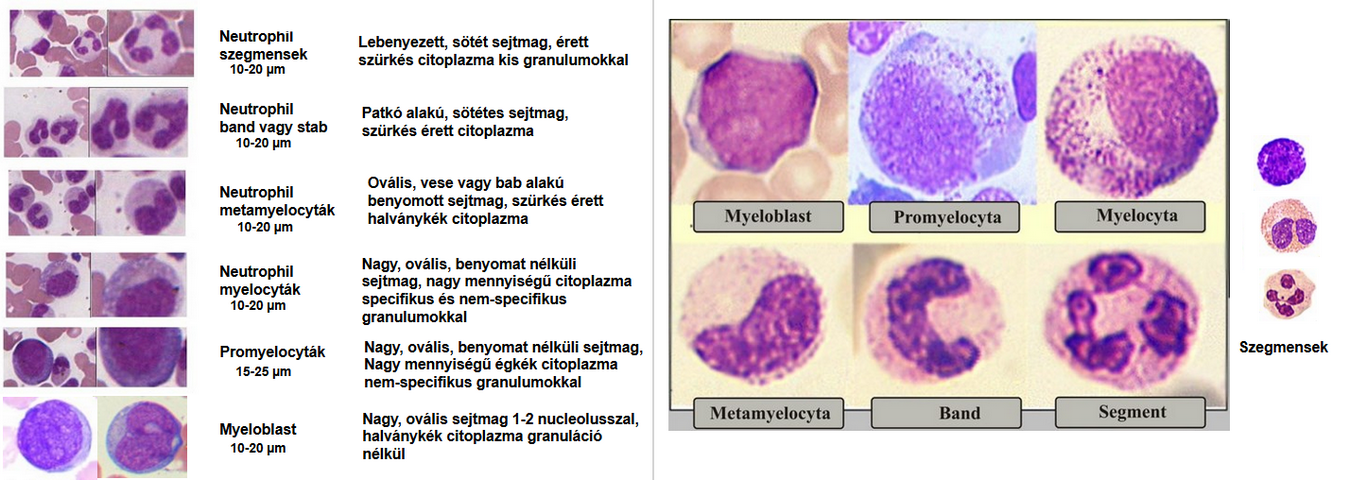 Neutrophil
szegmensek
10-20 µm
Lebenyezett, sötét sejtmag, érett
szürkés citoplazma kis granulumokkal
Neutrophil
band vagy stab
10-20 µm
Patkó alakú, sötétes sejtmag,
szürkés érett citoplazma
Neutrophil
metamyelocyták
10-20 µm
Ovális, vese vagy bab alakú
benyomott sejtmag, szürkés érett
halványkék citoplazma
Neutrophil
myelocyták
10-20 µm
Nagy, ovális, benyomat nélküli
sejtmag, nagy mennyiségű citoplazma
specifikus és nem-specifikus
granulumokkal
Promyelocyták
15-25 µm
Nagy, ovális, benyomat nélküli sejtmag,
Nagy mennyiségű égkék citoplazma
nem-specifikus granulumokkal
Myeloblast
10-20 µm
Nagy, ovális sejtmag 1-2 nucleolusszal,
halványkék citoplazma granuláció
nélkül
Myeloblast
Promyelocyta
Myelocyta
Metamyelocyta
Band
Segment
Szegmensek